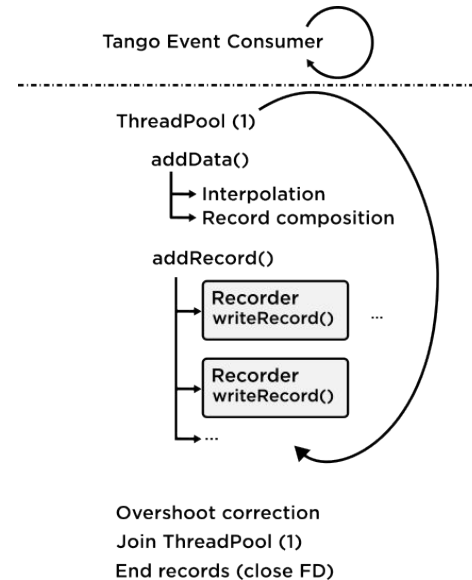 Tango Event Consumer
ThreadPool (1)
addData()
Interpolation
Record composition
addRecord()
Recorder
writeRecord()
...
Recorder
writeRecord()
...
Overshoot correction
Join ThreadPool (1)
End records (close FD)